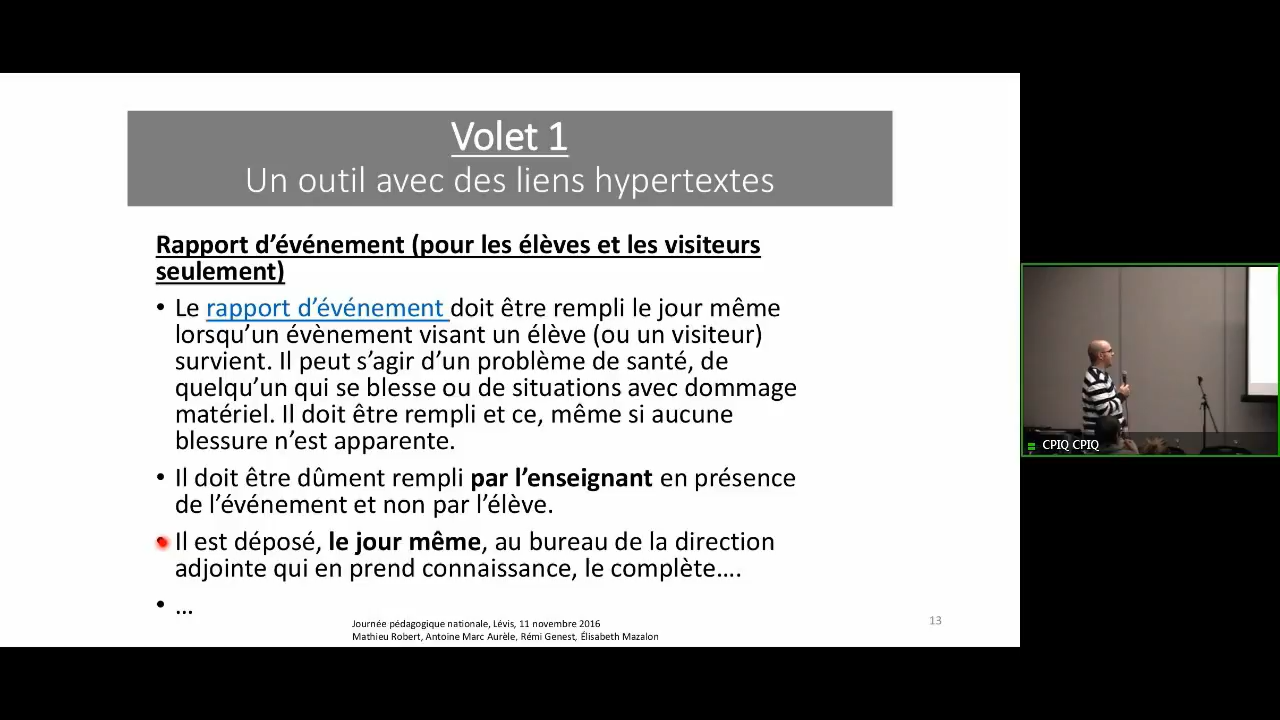 Volet 1
Un outil avec des liens hypertextes
Rapport d’événement (pour les élèves et les visiteurs
seulement)
• Le rapport d’événement doit être rempli le jour même
lorsqu’un évènement visant un élève (ou un visiteur)
survient. Il peut s’agir d’un problème de santé, de
quelqu’un qui se blesse ou de situations avec dommage
matériel. Il doit être rempli et ce, même si aucune
blessure n’est apparente.
• Il doit être dûment rempli par l’enseignant en présence
de l’événement et non par l’élève.
• Il est déposé, le jour même, au bureau de la direction
adjointe qui en prend connaissance, le complète….
• …
Journée pédagogique nationale, Lévis, 11 novembre 2016
Mathieu Robert, Antoine Marc Aurèle, Rémi Genest, Élisabeth Mazalon
13
CPIQ CPIQ